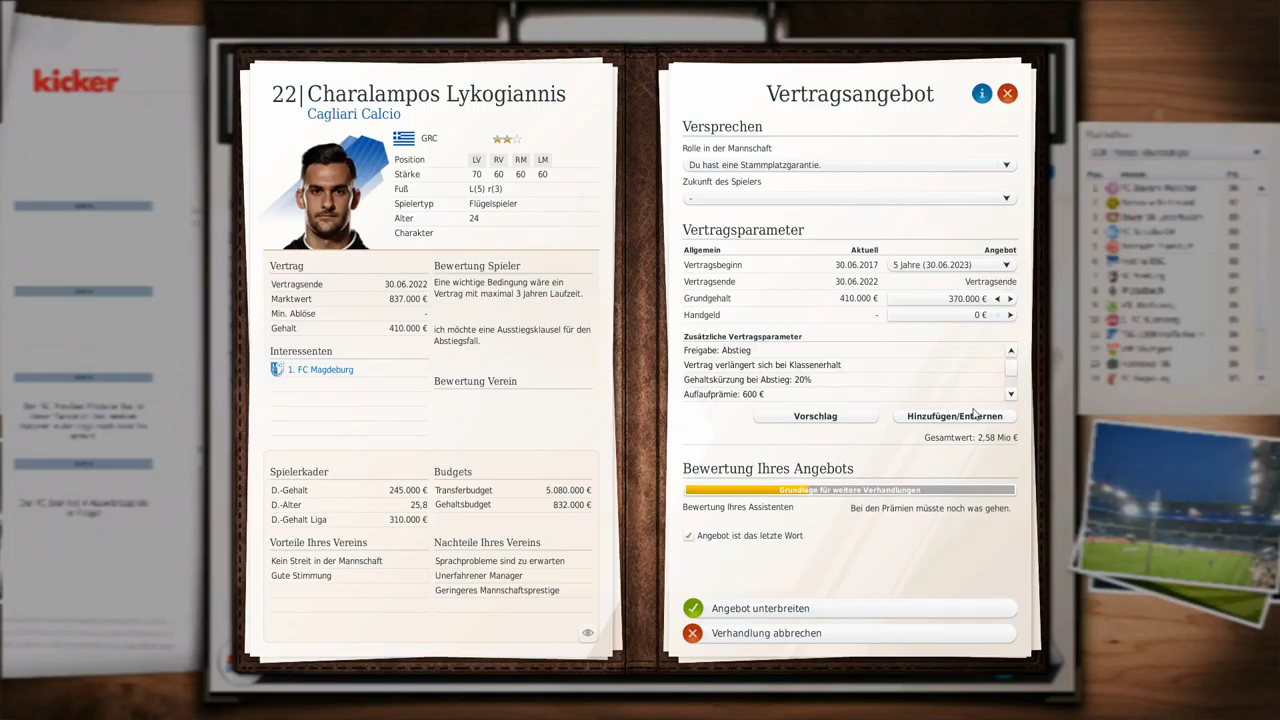 kicker
22| Charalampos Lykogiannis
Cagliari Calcio
GRC
Position LV RV RM LM
Stärke 70 60 60 60
Fuß L(5) r(3)
Spielertyp Flügelspieler
Alter 24
Charakter
Vertrag
Vertragsende 30.06.2022
Marktwert 837.000 €
Min. Ablöse -
Gehalt 410.000 €
Interessenten
1. FC Magdeburg
Bewertung Spieler
Eine wichtige Bedingung wäre ein
Vertrag mit maximal 3 Jahren Laufzeit.
ich möchte eine Ausstiegsklausel für den
Abstiegsfall.
Bewertung Verein
Spielerkader
D.-Gehalt 245.000 €
D.-Alter 25,8
D.-Gehalt Liga 310.000 €
Budgets
Transferbudget 5.080.000 €
Gehaltsbudget 832.000 €
Vorteile Ihres Vereins
Kein Streit in der Mannschaft
Gute Stimmung
Nachteile Ihres Vereins
Sprachprobleme sind zu erwarten
Unerfahrener Manager
Geringeres Mannschaftsprestige
Vertragsangebot
Versprechen
Rolle in der Mannschaft
Du hast eine Stammplatzgarantie.
Zukunft des Spielers
-
Vertragsparameter
Allgemein Aktuell Angebot
Vertragsbeginn 30.06.2017 5 Jahre (30.06.2023)
Vertragsende 30.06.2022 Vertragsende
Grundgehalt 410.000 € 370.000 €
Handgeld - 0 €
Zusätzliche Vertragsparameter
Freigabe: Abstieg
Vertrag verlängert sich bei Klassenerhalt
Gehaltskürzung bei Abstieg: 20%
Auflaufprämie: 600 €
Vorschlag Hinzufügen/Entfernen
Gesamtwert: 2,58 Mio €
Bewertung Ihres Angebots
Grundlage für weitere Verhandlungen
Bewertung Ihres Assistenten Bei den Prämien müsste noch was gehen.
Angebot ist das letzte Wort
Angebot unterbreiten
Verhandlung abbrechen